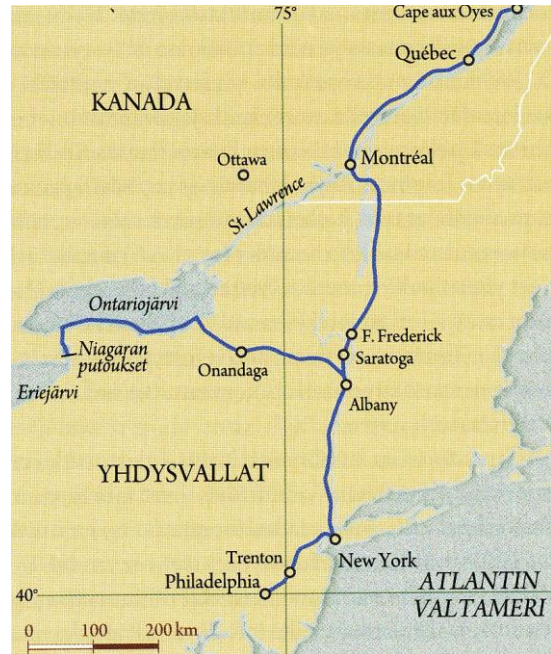 75°
Cape aux Oyes
Québec
KANADA
Ottawa
Montréal
St. Lawrence
Ontariojärvi
F. Frederick
Niagaran
putoukset
Saratoga
Onandaga
Eriejärvi
Albany
YHDYSVALLAT
New York
Trenton
Philadelphia
ATLANTIN
VALTAMERI
40°
0 100 200 km